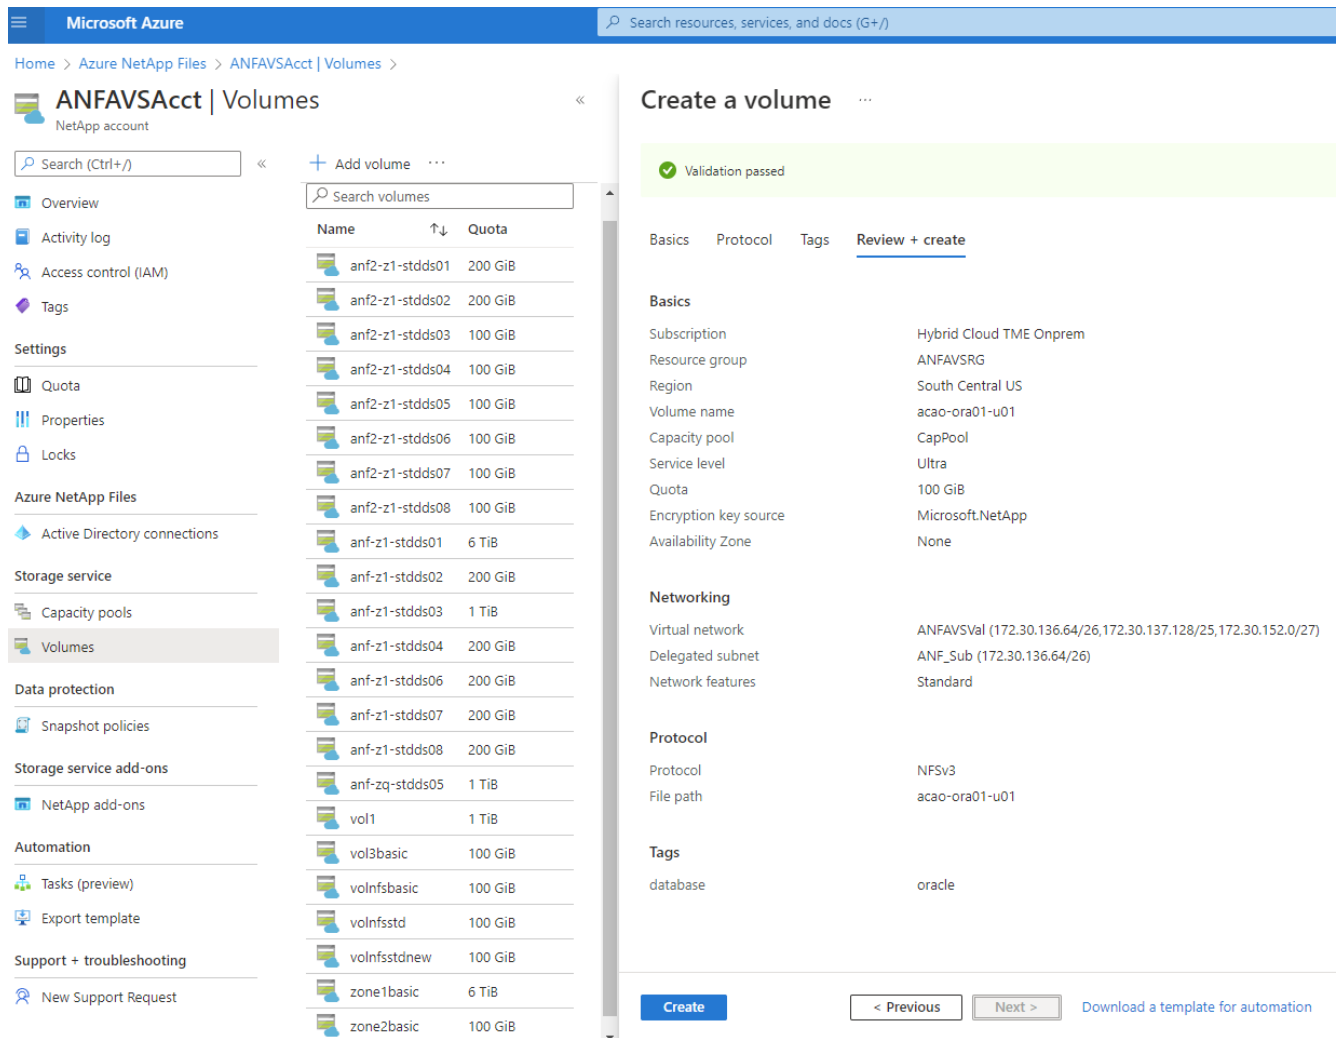 Microsoft Azure
Search resources, services, and docs (G+/)
Home > Azure NetApp Files > ANFAVSAcct | Volumes >
ANFAVSAcct | Volumes
NetApp account
«
Search (Ctrl+/)
«
Overview
Activity log
Access control (IAM)
Tags
Settings
Quota
Properties
Locks
Azure NetApp Files
Active Directory connections
Storage service
Capacity pools
Volumes
Data protection
Snapshot policies
Storage service add-ons
NetApp add-ons
Automation
Tasks (preview)
Export template
Support + troubleshooting
New Support Request
+ Add volume ...
Search volumes
Name ↑↓ Quota
anf2-z1-stdds01 200 GiB
anf2-z1-stdds02 200 GiB
anf2-z1-stdds03 100 GiB
anf2-z1-stdds04 100 GiB
anf2-z1-stdds05 100 GiB
anf2-z1-stdds06 100 GiB
anf2-z1-stdds07 100 GiB
anf2-z1-stdds08 100 GiB
anf-z1-stdds01 6 TiB
anf-z1-stdds02 200 GiB
anf-z1-stdds03 1 TiB
anf-z1-stdds04 200 GiB
anf-z1-stdds06 200 GiB
anf-z1-stdds07 200 GiB
anf-z1-stdds08 200 GiB
anf-zq-stdds05 1 TiB
vol1 1 TiB
vol3basic 100 GiB
volnfsbasic 100 GiB
volnfsstd 100 GiB
volnfsstdnew 100 GiB
zone1basic 6 TiB
zone2basic 100 GiB
Create a volume ...
Validation passed
Basics Protocol Tags Review + create
Basics
Subscription Hybrid Cloud TME Onprem
Resource group ANFAVSRG
Region South Central US
Volume name acao-ora01-u01
Capacity pool CapPool
Service level Ultra
Quota 100 GiB
Encryption key source Microsoft.NetApp
Availability Zone None
Networking
Virtual network ANFAVSVal (172.30.136.64/26,172.30.137.128/25,172.30.152.0/27)
Delegated subnet ANF_Sub (172.30.136.64/26)
Network features Standard
Protocol
Protocol NFSv3
File path acao-ora01-u01
Tags
database oracle
Create < Previous Next > Download a template for automation